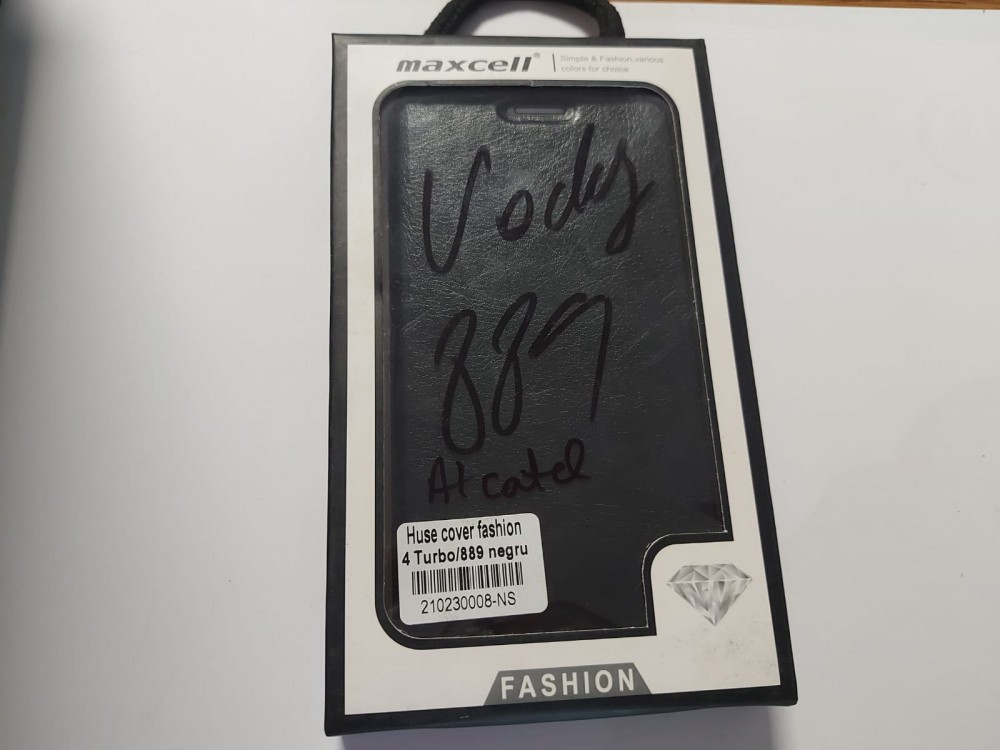 maxcell®
Simple & Fashion,various
colors for choice
Vody
889
Alcatel
Huse cover fashion
4 Turbo/889 negru
210230008-NS
FASHION